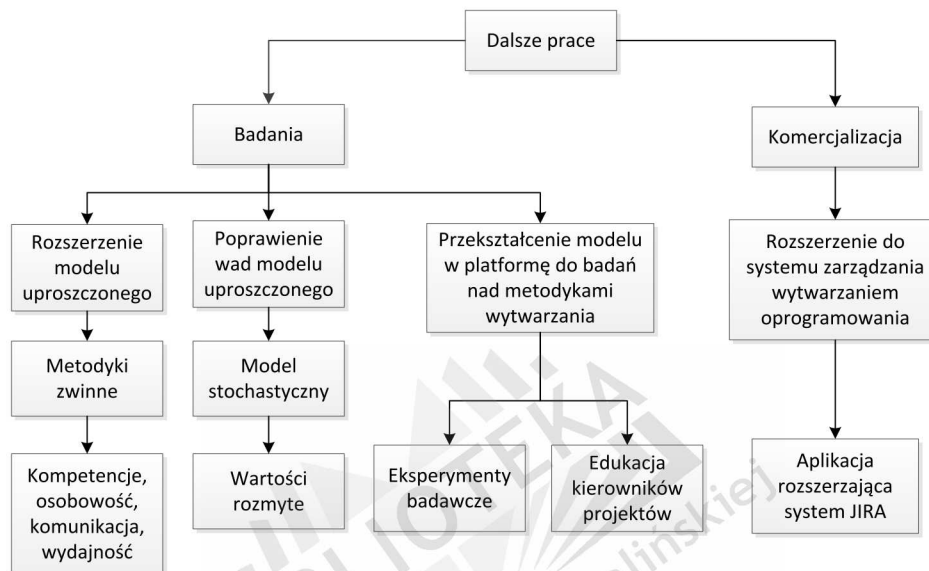 Dalsze prace
Badania
Komercjalizacja
Rozszerzenie
modelu
uproszczonego
Poprawienie
wad modelu
uproszczonego
Przekształcenie modelu
w platformę do badań
nad metodykami
wytwarzania
Rozszerzenie do
systemu zarządzania
wytwarzaniem
oprogramowania
Metodyki
zwinne
Model
stochastyczny
Kompetencje,
osobowość,
komunikacja,
wydajność
Wartości
rozmyte
Eksperymenty
badawcze
Edukacja
kierowników
projektów
Aplikacja
rozszerzająca
system JIRA